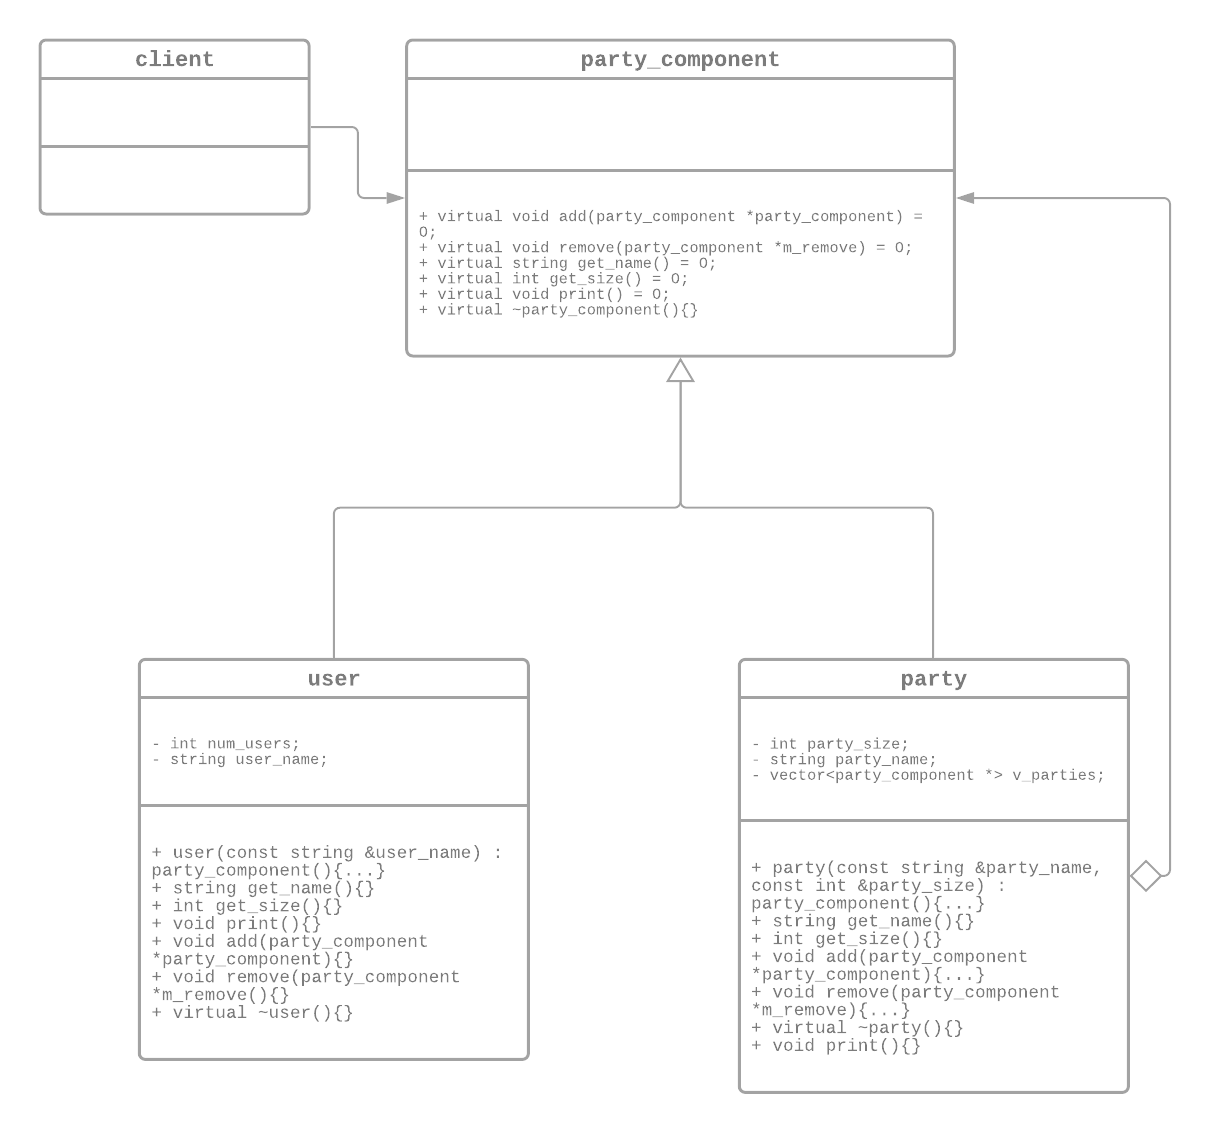 client
party_component
+ virtual void add(party_component *party_component) =
0;
+ virtual void remove(party_component *m_remove) = 0;
+ virtual string get_name() = 0;
+ virtual int get_size() = 0;
+ virtual void print() = 0;
+ virtual ~party_component(){}
user
- int num_users;
- string user_name;
+ user(const string &user_name) :
party_component(){...}
+ string get_name(){}
+ int get_size(){}
+ void print(){}
+ void add(party_component
*party_component){}
+ void remove(party_component
*m_remove(){}
+ virtual ~user(){}
party
- int party_size;
- string party_name;
- vector<party_component *> v_parties;
+ party(const string &party_name,
const int &party_size) :
party_component(){...}
+ string get_name(){}
+ int get_size(){}
+ void add(party_component
*party_component){...}
+ void remove(party_component
*m_remove){...}
+ virtual ~party(){}
+ void print(){}